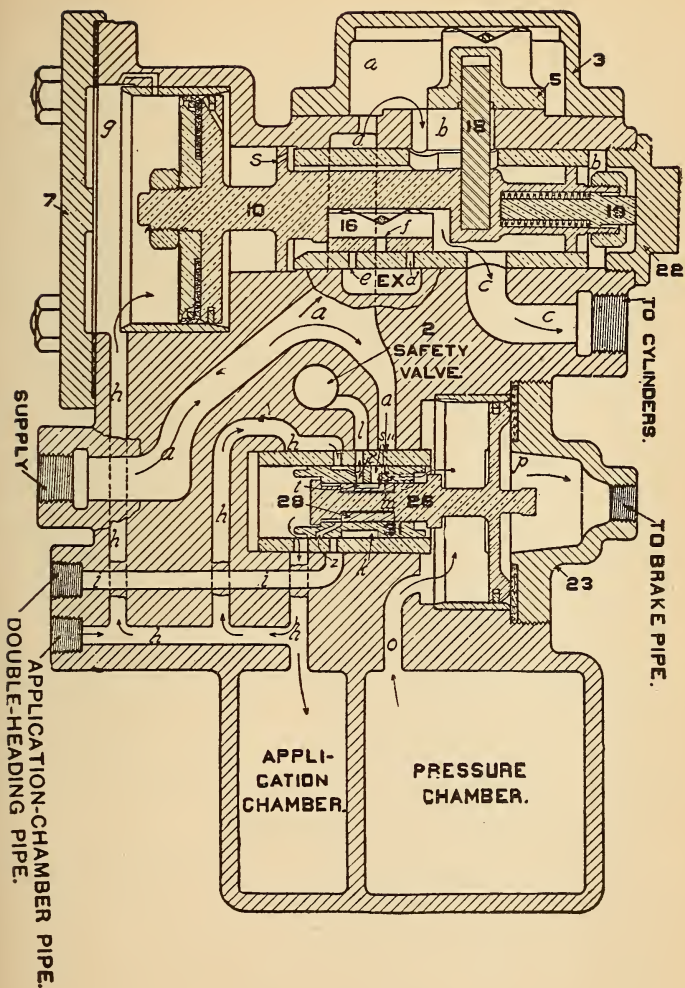 a
3
5
18
b
b
d
s
g
7
10
16
f
19
22
e
EX
d
c
c
c
TO CYLINDERS.
a
2
SAFETY
VALVE.
a
h
SUPPLY
a
h
l
s
p
h
28
26
31
TO BRAKE PIPE.
23
i
i
h
h
h
o
APPLICATION-CHAMBER PIPE.
DOUBLE-HEADING PIPE.
APPLI-
CATION
CHAMBER.
PRESSURE
CHAMBER.